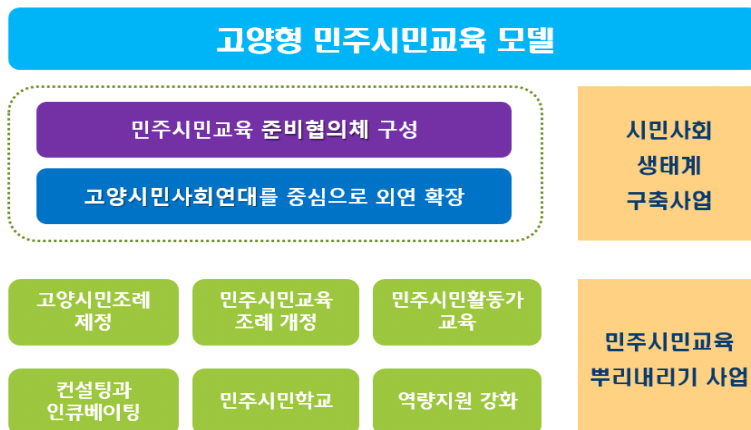 고양형 민주시민교육 모델
민주시민교육 준비협의체 구성
고양시민사회연대를 중심으로 외연 확장
시민사회
생태계
구축사업
고양시민조례
제정
민주시민교육
조례 개정
민주시민활동가
교육
컨설팅과
인큐베이팅
민주시민학교
역량지원 강화
민주시민교육
뿌리내리기 사업